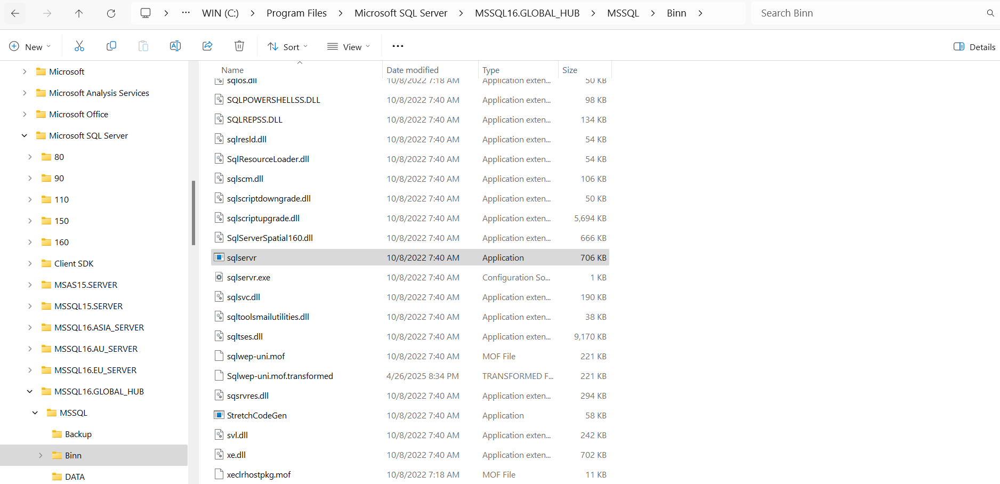 WIN (C:) > Program Files > Microsoft SQL Server > MSSQL16.GLOBAL_HUB > MSSQL > Binn >
Search Binn
New
Sort
View
Details
Microsoft
Microsoft Analysis Services
Microsoft Office
Microsoft SQL Server
80
90
110
150
160
Client SDK
MSAS15.SERVER
MSSQL15.SERVER
MSSQL16.ASIA_SERVER
MSSQL16.AU_SERVER
MSSQL16.EU_SERVER
MSSQL16.GLOBAL_HUB
MSSQL
Backup
Binn
DATA
Name Date modified Type Size
sqlos.dll 10/8/2022 7:18 AM Application exten... 50 KB
SQLPOWERSHELLSS.DLL 10/8/2022 7:40 AM Application exten... 98 KB
SQLREPSS.DLL 10/8/2022 7:40 AM Application exten... 134 KB
sqlresld.dll 10/8/2022 7:40 AM Application exten... 54 KB
SqlResourceLoader.dll 10/8/2022 7:40 AM Application exten... 54 KB
sqlscm.dll 10/8/2022 7:40 AM Application exten... 106 KB
sqlscriptdowngrade.dll 10/8/2022 7:40 AM Application exten... 50 KB
sqlscriptupgrade.dll 10/8/2022 7:40 AM Application exten... 5,694 KB
SqlServerSpatial160.dll 10/8/2022 7:40 AM Application exten... 666 KB
sqlservr 10/8/2022 7:40 AM Application 706 KB
sqlservr.exe 10/8/2022 7:40 AM Configuration So... 1 KB
sqlsvc.dll 10/8/2022 7:40 AM Application exten... 190 KB
sqltoolsmailutilities.dll 10/8/2022 7:40 AM Application exten... 38 KB
sqltses.dll 10/8/2022 7:40 AM Application exten... 9,170 KB
sqlwep-uni.mof 10/8/2022 7:40 AM MOF File 221 KB
Sqlwep-uni.mof.transformed 4/26/2025 8:34 PM TRANSFORMED F... 221 KB
sqsrvres.dll 10/8/2022 7:40 AM Application exten... 294 KB
StretchCodeGen 10/8/2022 7:40 AM Application 58 KB
svl.dll 10/8/2022 7:40 AM Application exten... 242 KB
xe.dll 10/8/2022 7:40 AM Application exten... 702 KB
xeclrhostpkg.mof 10/8/2022 7:18 AM MOF File 11 KB